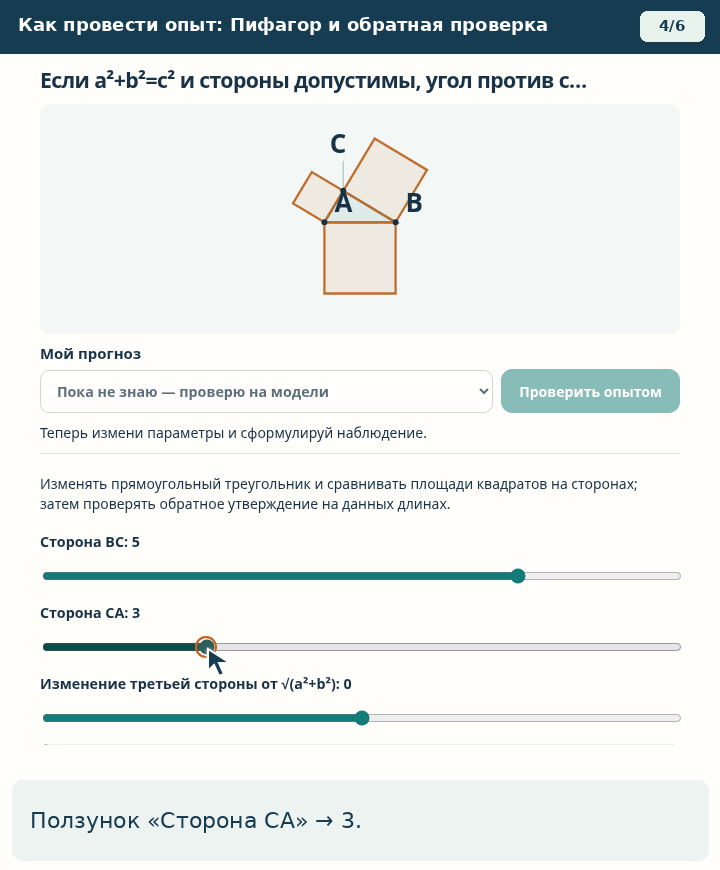 Как провести опыт: Пифагор и обратная проверка
4/6
Если a²+b²=c² и стороны допустимы, угол против c…
C
A
B
Мой прогноз
Пока не знаю — проверю на модели
Проверить опытом
Теперь измени параметры и сформулируй наблюдение.
Изменять прямоугольный треугольник и сравнивать площади квадратов на сторонах;
затем проверять обратное утверждение на данных длинах.
Сторона BC: 5
Сторона CA: 3
Изменение третьей стороны от √(a²+b²): 0
Ползунок «Сторона CA» → 3.